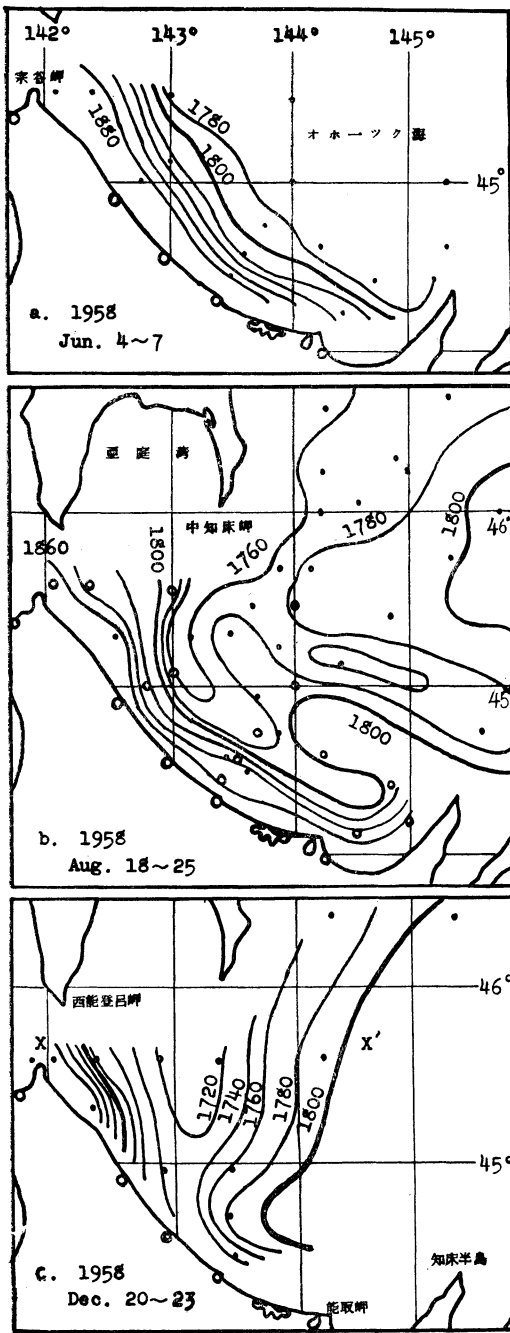 142° 143° 144° 145°
宗谷岬
1880
1780
1800
オホーツク海
45°
a. 1958
Jun. 4~7
亜庭湾
中知床岬
1860
1800
1760
1780
1800
46°
45°
1800
b. 1958
Aug. 18~25
西能登呂岬
46°
X
X'
1720
1740
1760
1780
1800
45°
知床半島
c. 1958
Dec. 20~23
能取岬